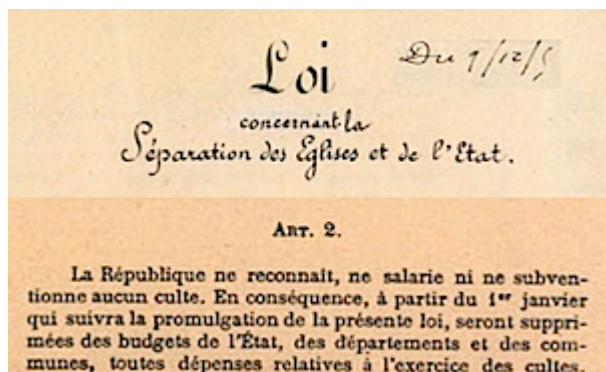 Loi
Du 9/12/5
concernant la
Séparation des Eglises et de l'Etat.
ART. 2.
La République ne reconnait, ne salarie ni ne subven-
tionne aucun culte. En conséquence, à partir du 1er janvier
qui suivra la promulgation de la présente loi, seront suppri-
mées des budgets de l'État, des départements et des com-
munes, toutes dépenses relatives à l'exercice des cultes.